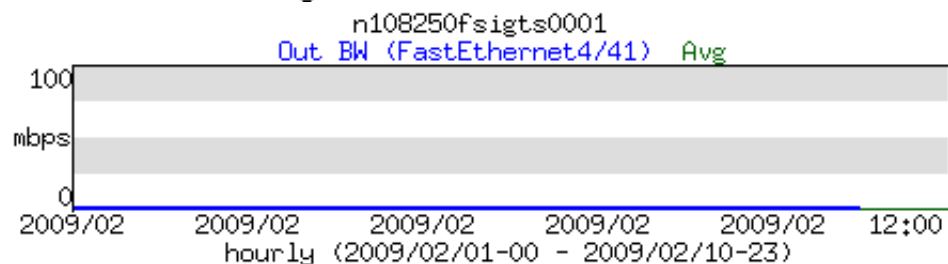 n108250fsigts0001
Out BW (FastEthernet4/41) Avg
100
mbps
0
2009/02 2009/02 2009/02 2009/02 2009/02 12:00
hourly (2009/02/01-00 - 2009/02/10-23)